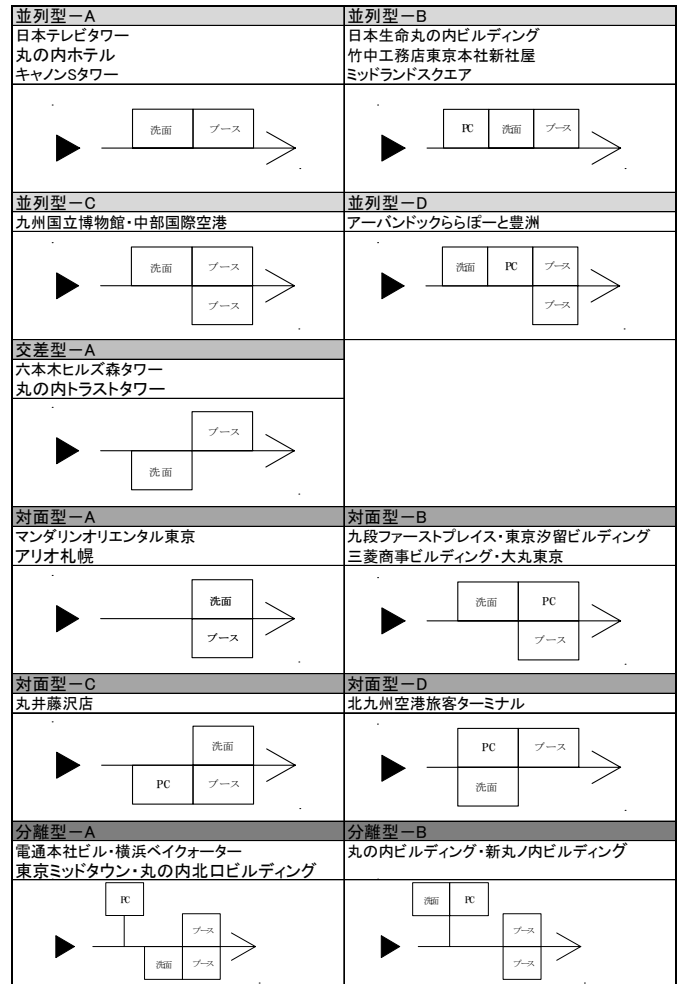 並列型－A
日本テレビタワー
丸の内ホテル
キャノンSタワー
洗面 ブース
並列型－B
日本生命丸の内ビルディング
竹中工務店東京本社新社屋
ミッドランドスクエア
PC 洗面 ブース
並列型－C
九州国立博物館・中部国際空港
洗面 ブース
ブース
並列型－D
アーバンドックららぽーと豊洲
洗面 PC ブース
ブース
交差型－A
六本木ヒルズ森タワー
丸の内トラストタワー
ブース
洗面
対面型－A
マンダリンオリエンタル東京
アリオ札幌
洗面
ブース
対面型－B
九段ファーストプレイス・東京汐留ビルディング
三菱商事ビルディング・大丸東京
洗面 PC
ブース
対面型－C
丸井藤沢店
洗面
PC ブース
対面型－D
北九州空港旅客ターミナル
PC ブース
洗面
分離型－A
電通本社ビル・横浜ベイクォーター
東京ミッドタウン・丸の内北口ビルディング
PC
ブース
洗面 ブース
分離型－B
丸の内ビルディング・新丸ノ内ビルディング
洗面 PC
ブース
ブース